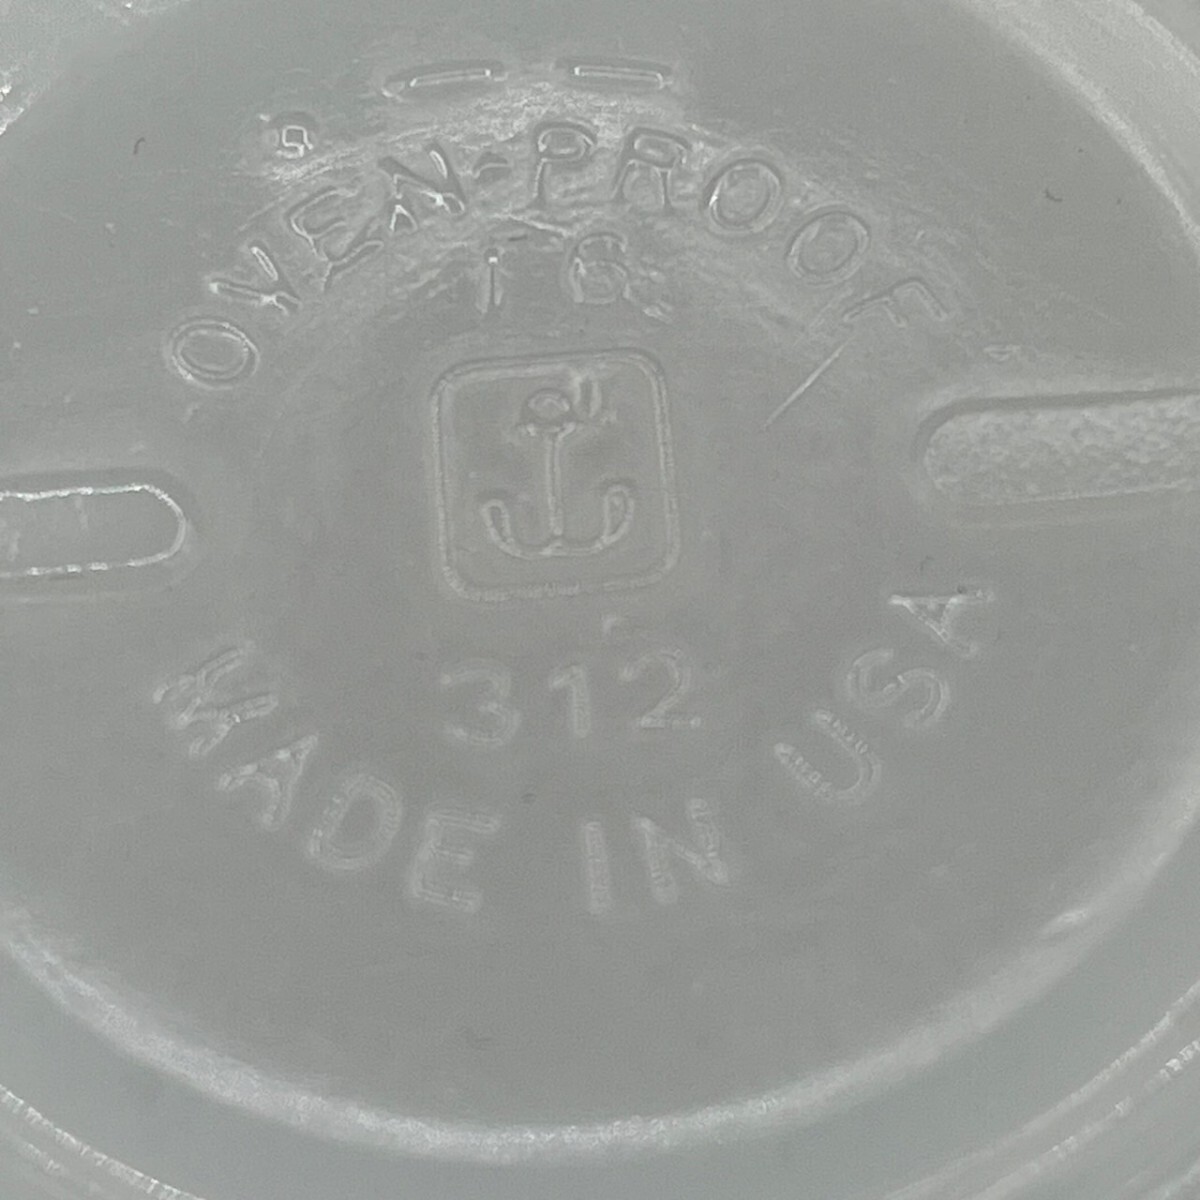 OVEN-PROOF
16
312
MADE IN USA